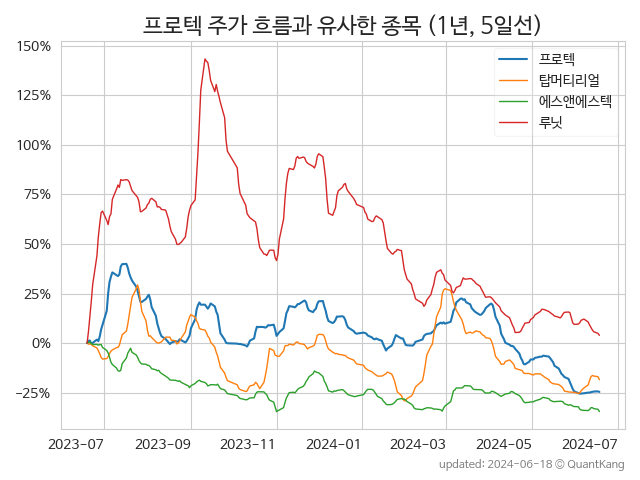 프로텍 주가 흐름과 유사한 종목 (1년, 5일선)
150%
125%
100%
75%
50%
25%
0%
−25%
프로텍
탑머티리얼
에스앤에스텍
루닛
2023-07 2023-09 2023-11 2024-01 2024-03 2024-05 2024-07
updated: 2024-06-18 ⓒ QuantKang